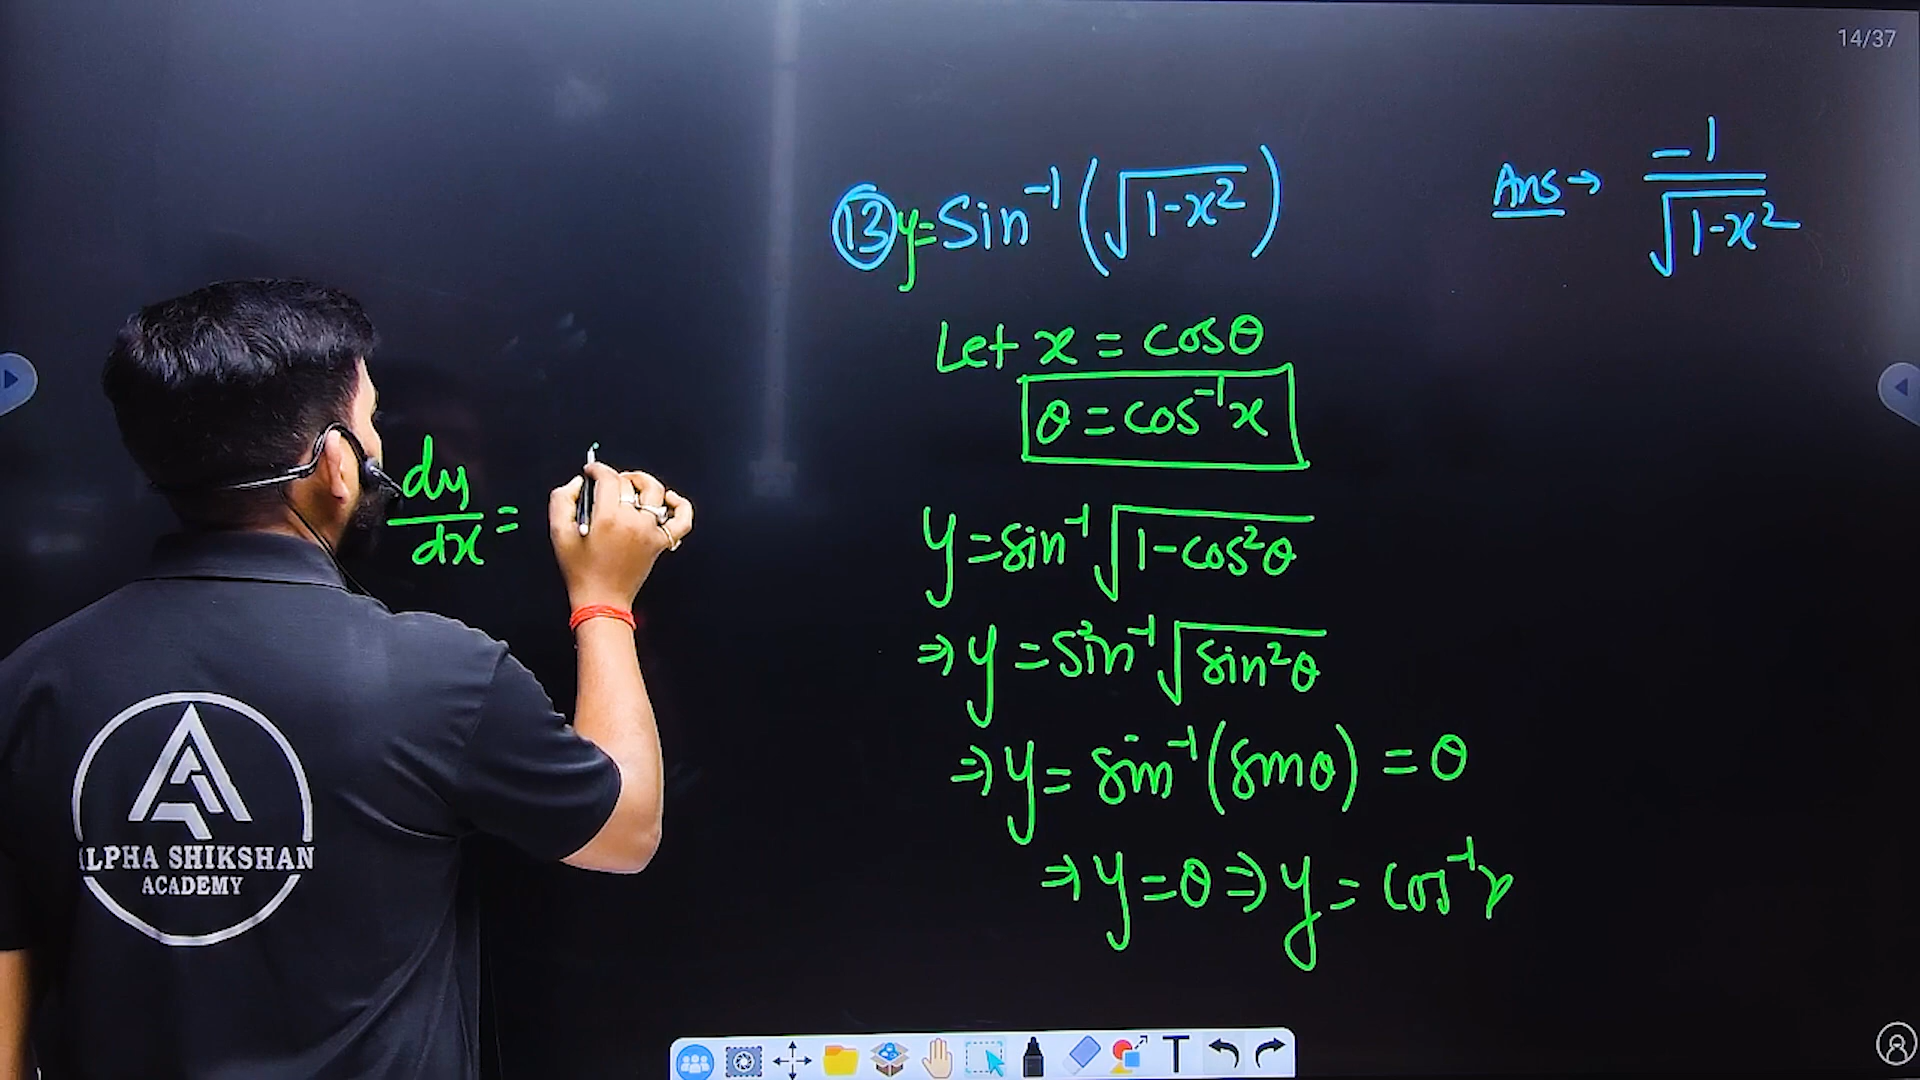 14/37
⑬ y = Sin⁻¹(√(1-x²))
Ans → -1/√(1-x²)
Let x = cosθ
θ = cos⁻¹x
y = sin⁻¹√(1-cos²θ)
⇒ y = sin⁻¹√(sin²θ)
⇒ y = sin⁻¹(sinθ) = θ
⇒ y = θ ⇒ y = cos⁻¹x
dy/dx =
ALPHA SHIKSHAN
ACADEMY
T